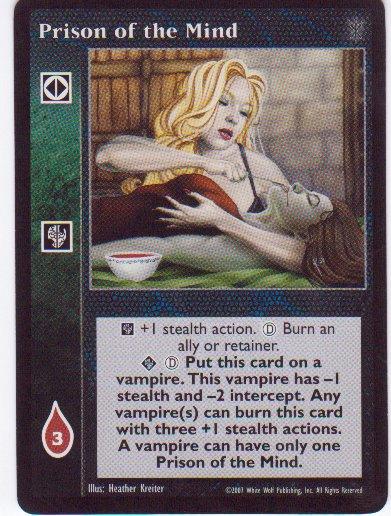 Prison of the Mind
+1 stealth action. Ⓓ Burn an
ally or retainer.
Ⓓ Put this card on a
vampire. This vampire has –1
stealth and –2 intercept. Any
vampire(s) can burn this card
with three +1 stealth actions.
A vampire can have only one
Prison of the Mind.
3
Illus: Heather Kreiter
©2007 White Wolf Publishing, Inc. All Rights Reserved